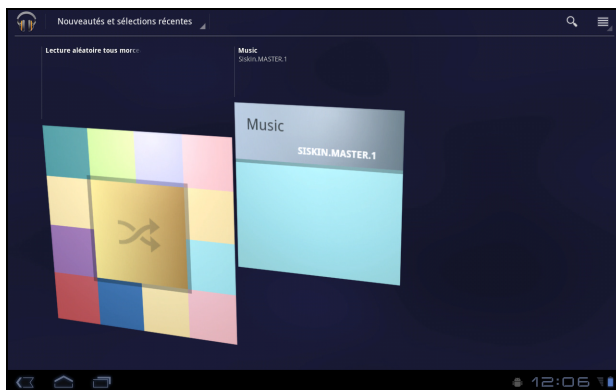 Nouveautés et sélections récentes
Lecture aléatoire tous morce
Music
Siskin.MASTER.1
Music
SISKIN.MASTER.1
12:06